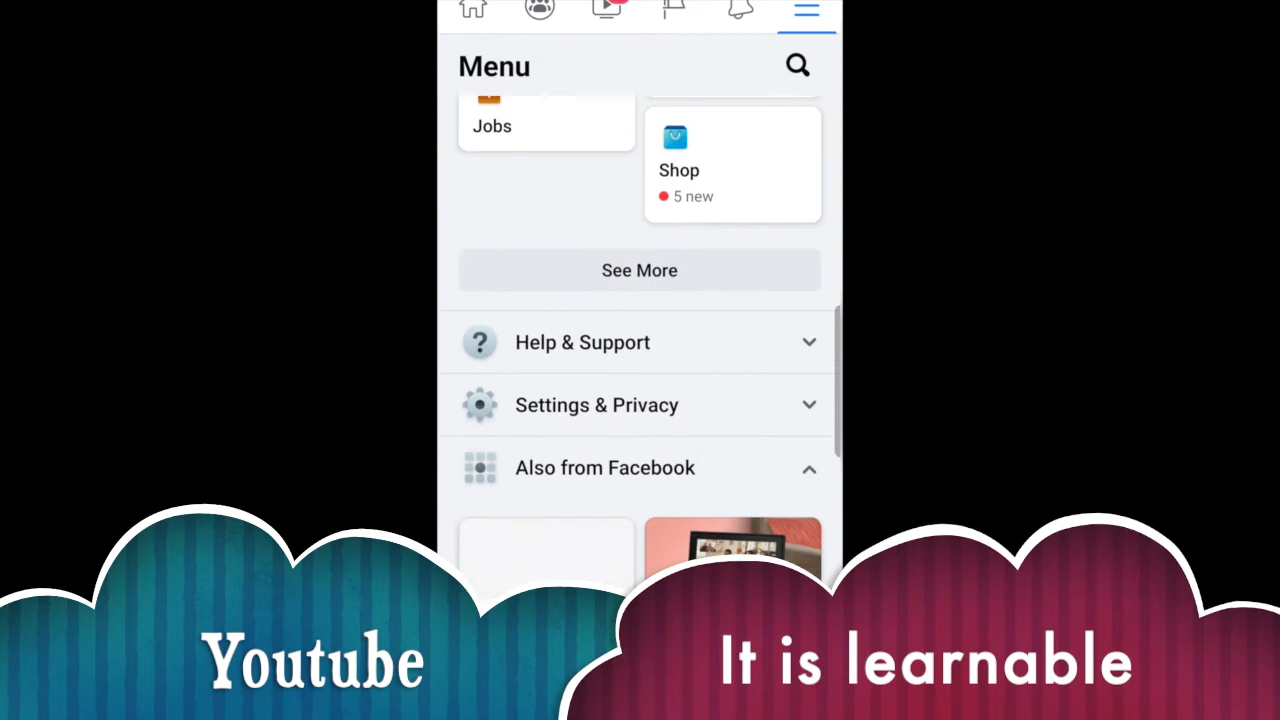 Menu
Jobs
Shop
5 new
See More
Help & Support
Settings & Privacy
Also from Facebook
Youtube
It is learnable